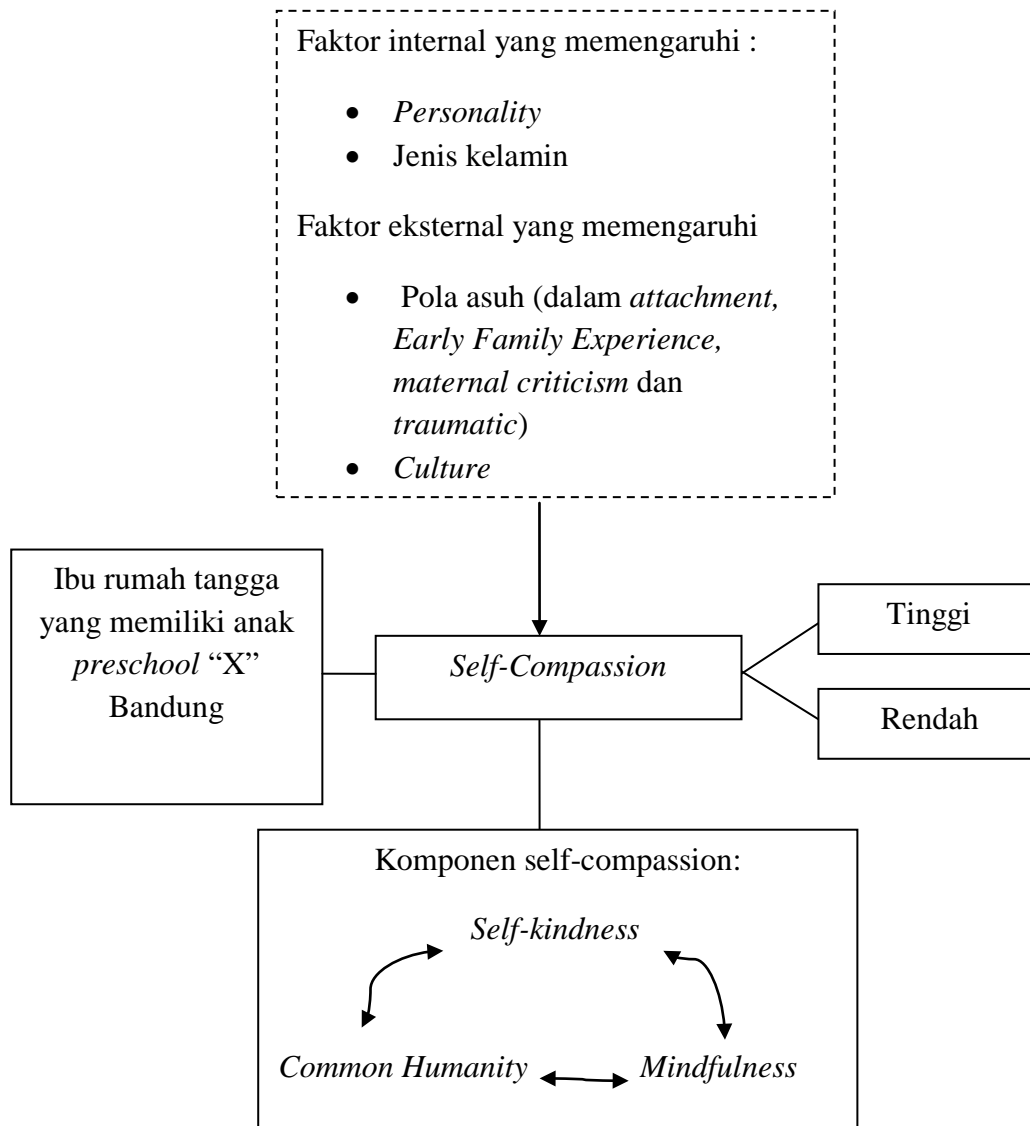 Faktor internal yang memengaruhi :
• Personality
• Jenis kelamin
Faktor eksternal yang memengaruhi
• Pola asuh (dalam attachment,
Early Family Experience,
maternal criticism dan
traumatic)
• Culture
Ibu rumah tangga
yang memiliki anak
preschool “X”
Bandung
Self-Compassion
Tinggi
Rendah
Komponen self-compassion:
Self-kindness
Common Humanity
Mindfulness